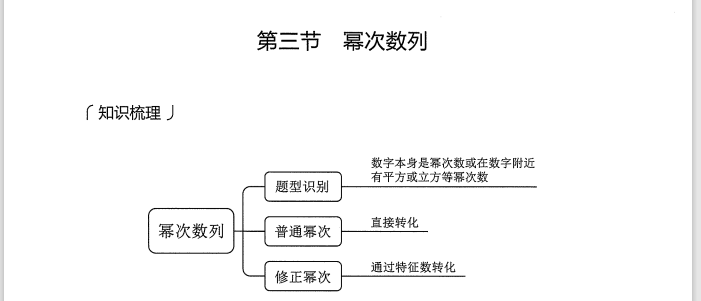 第三节 幂次数列
知识梳理
数字本身是幂次数或在数字附近
有平方或立方等幂次数
题型识别
幂次数列
普通幂次
直接转化
修正幂次
通过特征数转化